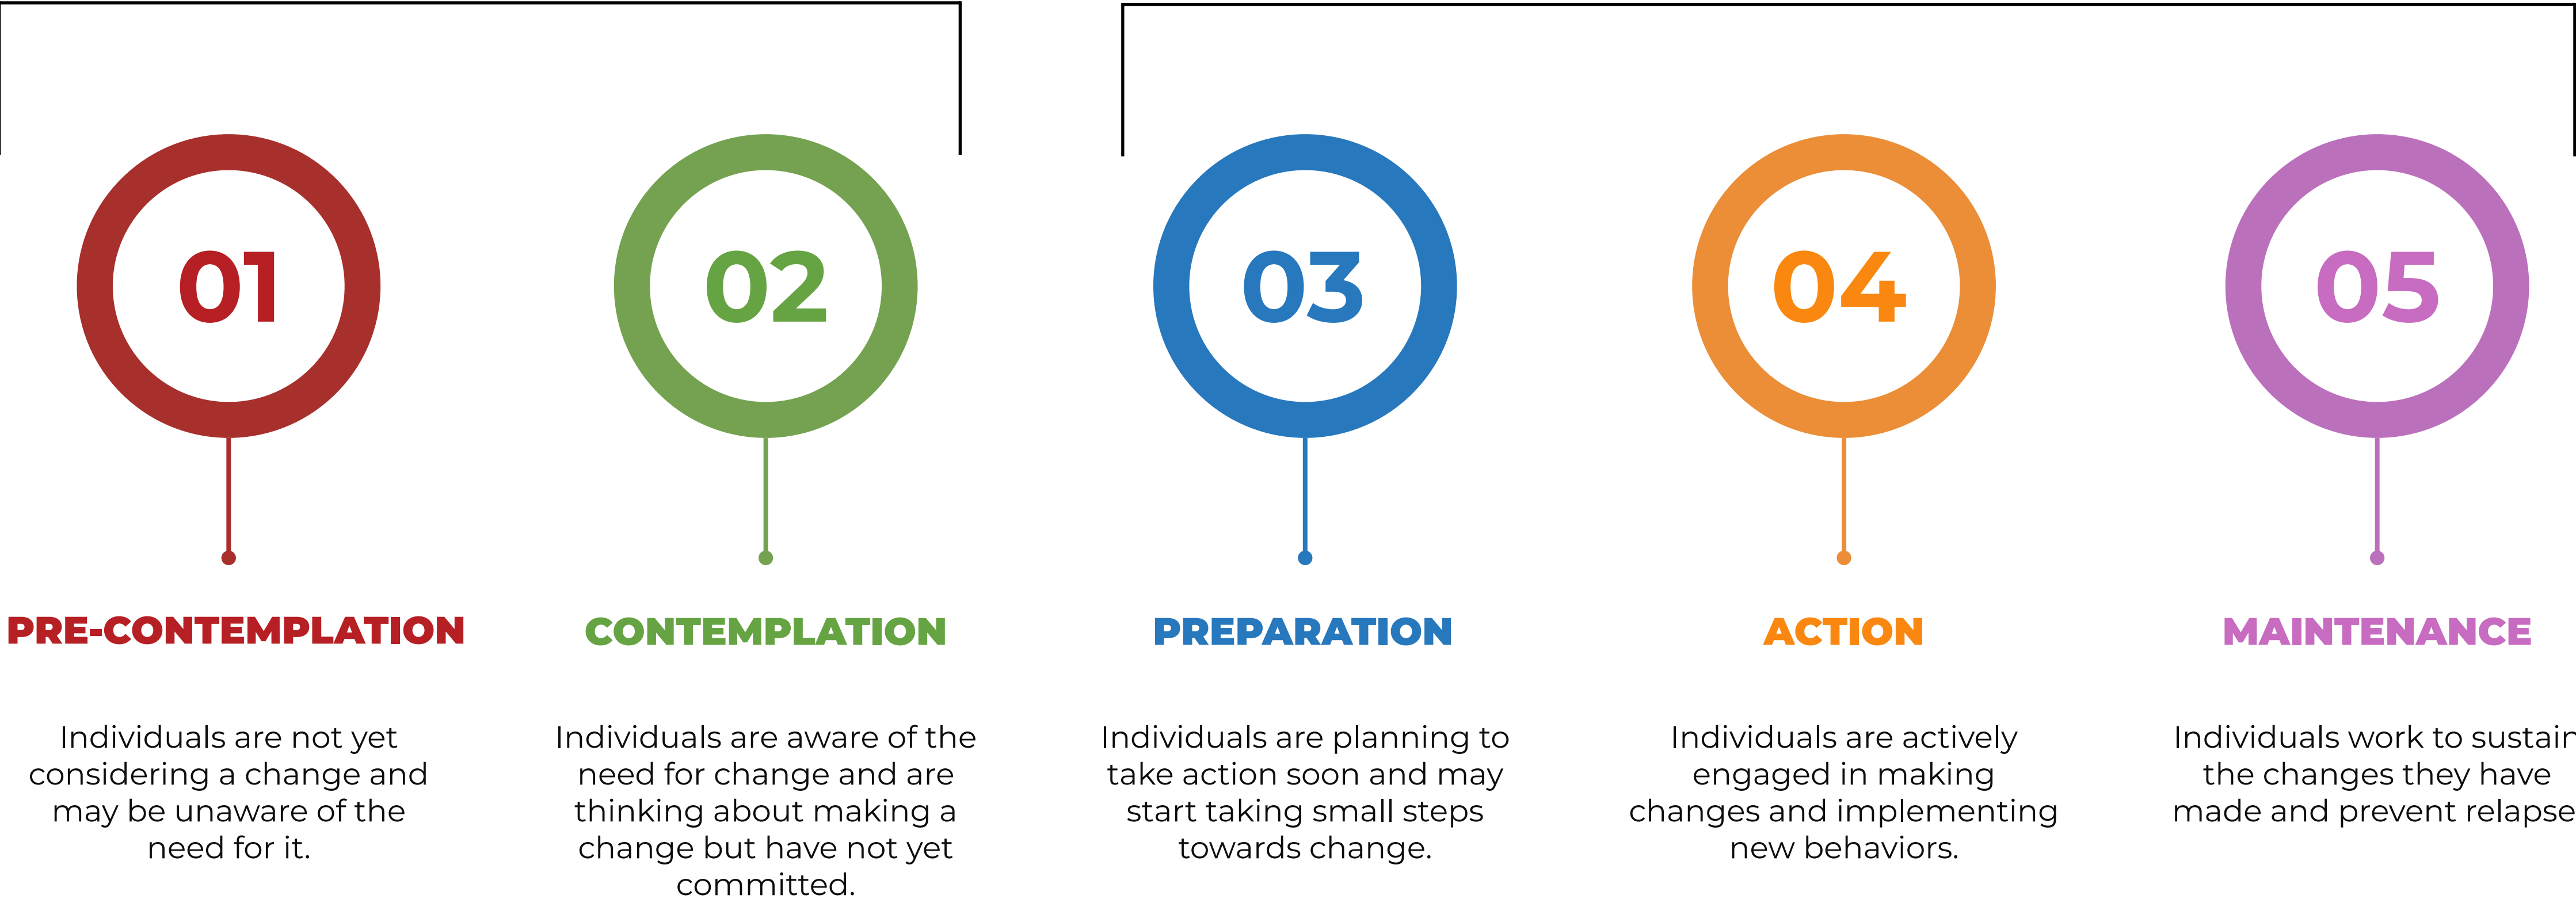 01
02
03
04
05
PRE-CONTEMPLATION
CONTEMPLATION
PREPARATION
ACTION
MAINTENANCE
Individuals are not yet
considering a change and
may be unaware of the
need for it.
Individuals are aware of the
need for change and are
thinking about making a
change but have not yet
committed.
Individuals are planning to
take action soon and may
start taking small steps
towards change.
Individuals are actively
engaged in making
changes and implementing
new behaviors.
Individuals work to sustain
the changes they have
made and prevent relapse